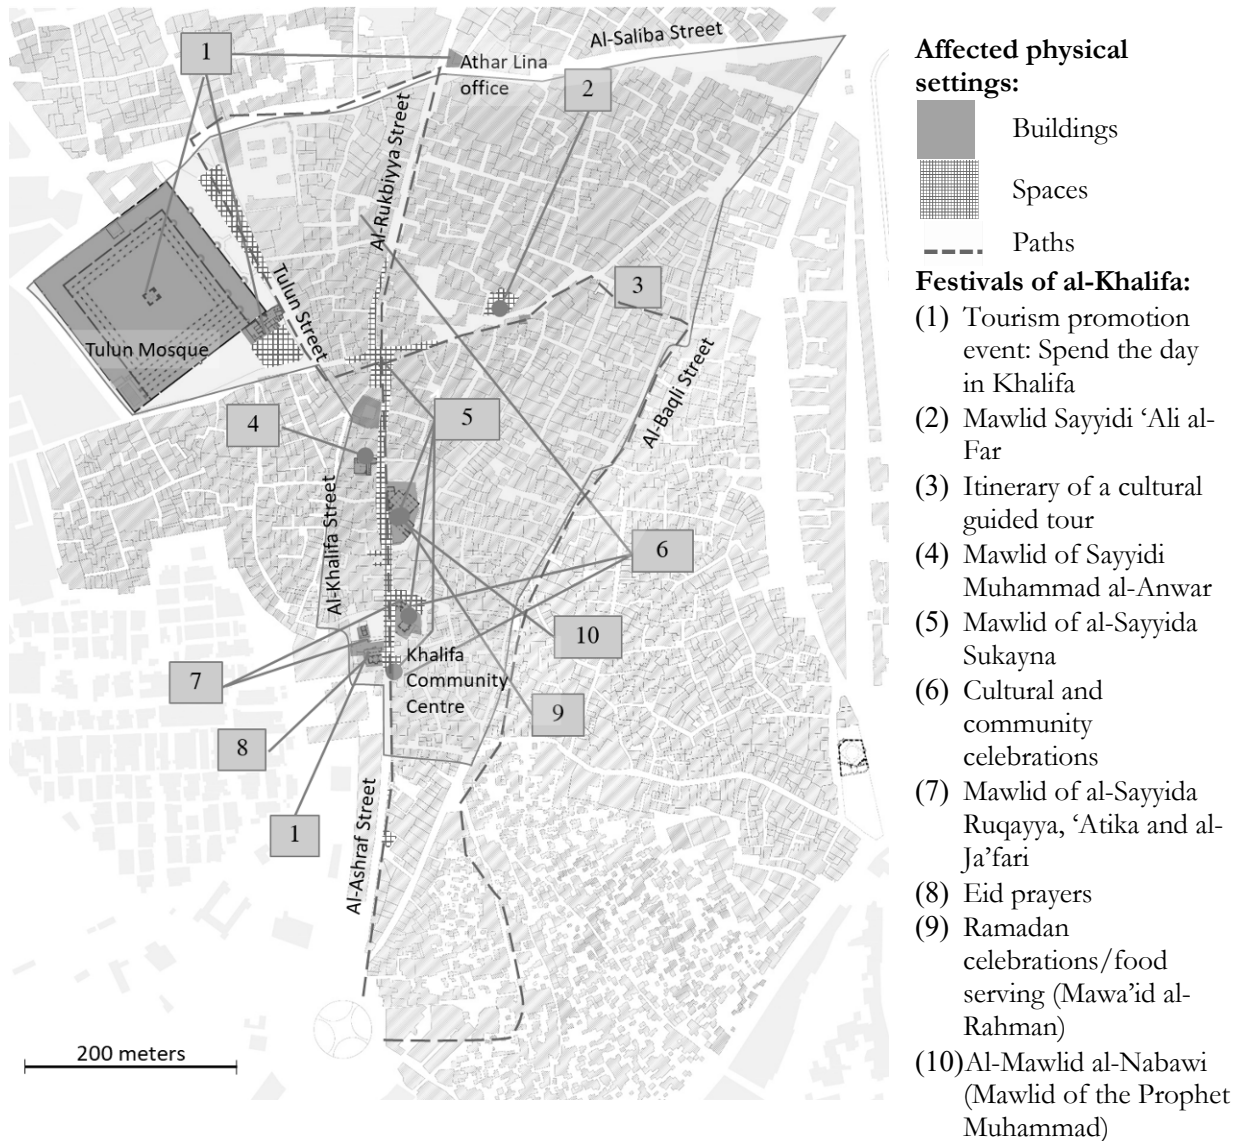 Al-Saliba Street
1
Athar Lina
office
2
Al-Rukbiyya Street
3
Tulun Street
Tulun Mosque
4
5
Al-Baqli Street
Al-Khalifa Street
6
10
7
Khalifa
Community
Centre
9
8
1
Al-Ashraf Street
200 meters
Affected physical
settings:
Buildings
Spaces
Paths
Festivals of al-Khalifa:
(1) Tourism promotion
event: Spend the day
in Khalifa
(2) Mawlid Sayyidi ‘Ali al-
Far
(3) Itinerary of a cultural
guided tour
(4) Mawlid of Sayyidi
Muhammad al-Anwar
(5) Mawlid of al-Sayyida
Sukayna
(6) Cultural and
community
celebrations
(7) Mawlid of al-Sayyida
Ruqayya, ‘Atika and al-
Ja’fari
(8) Eid prayers
(9) Ramadan
celebrations/food
serving (Mawa’id al-
Rahman)
(10) Al-Mawlid al-Nabawi
(Mawlid of the Prophet
Muhammad)